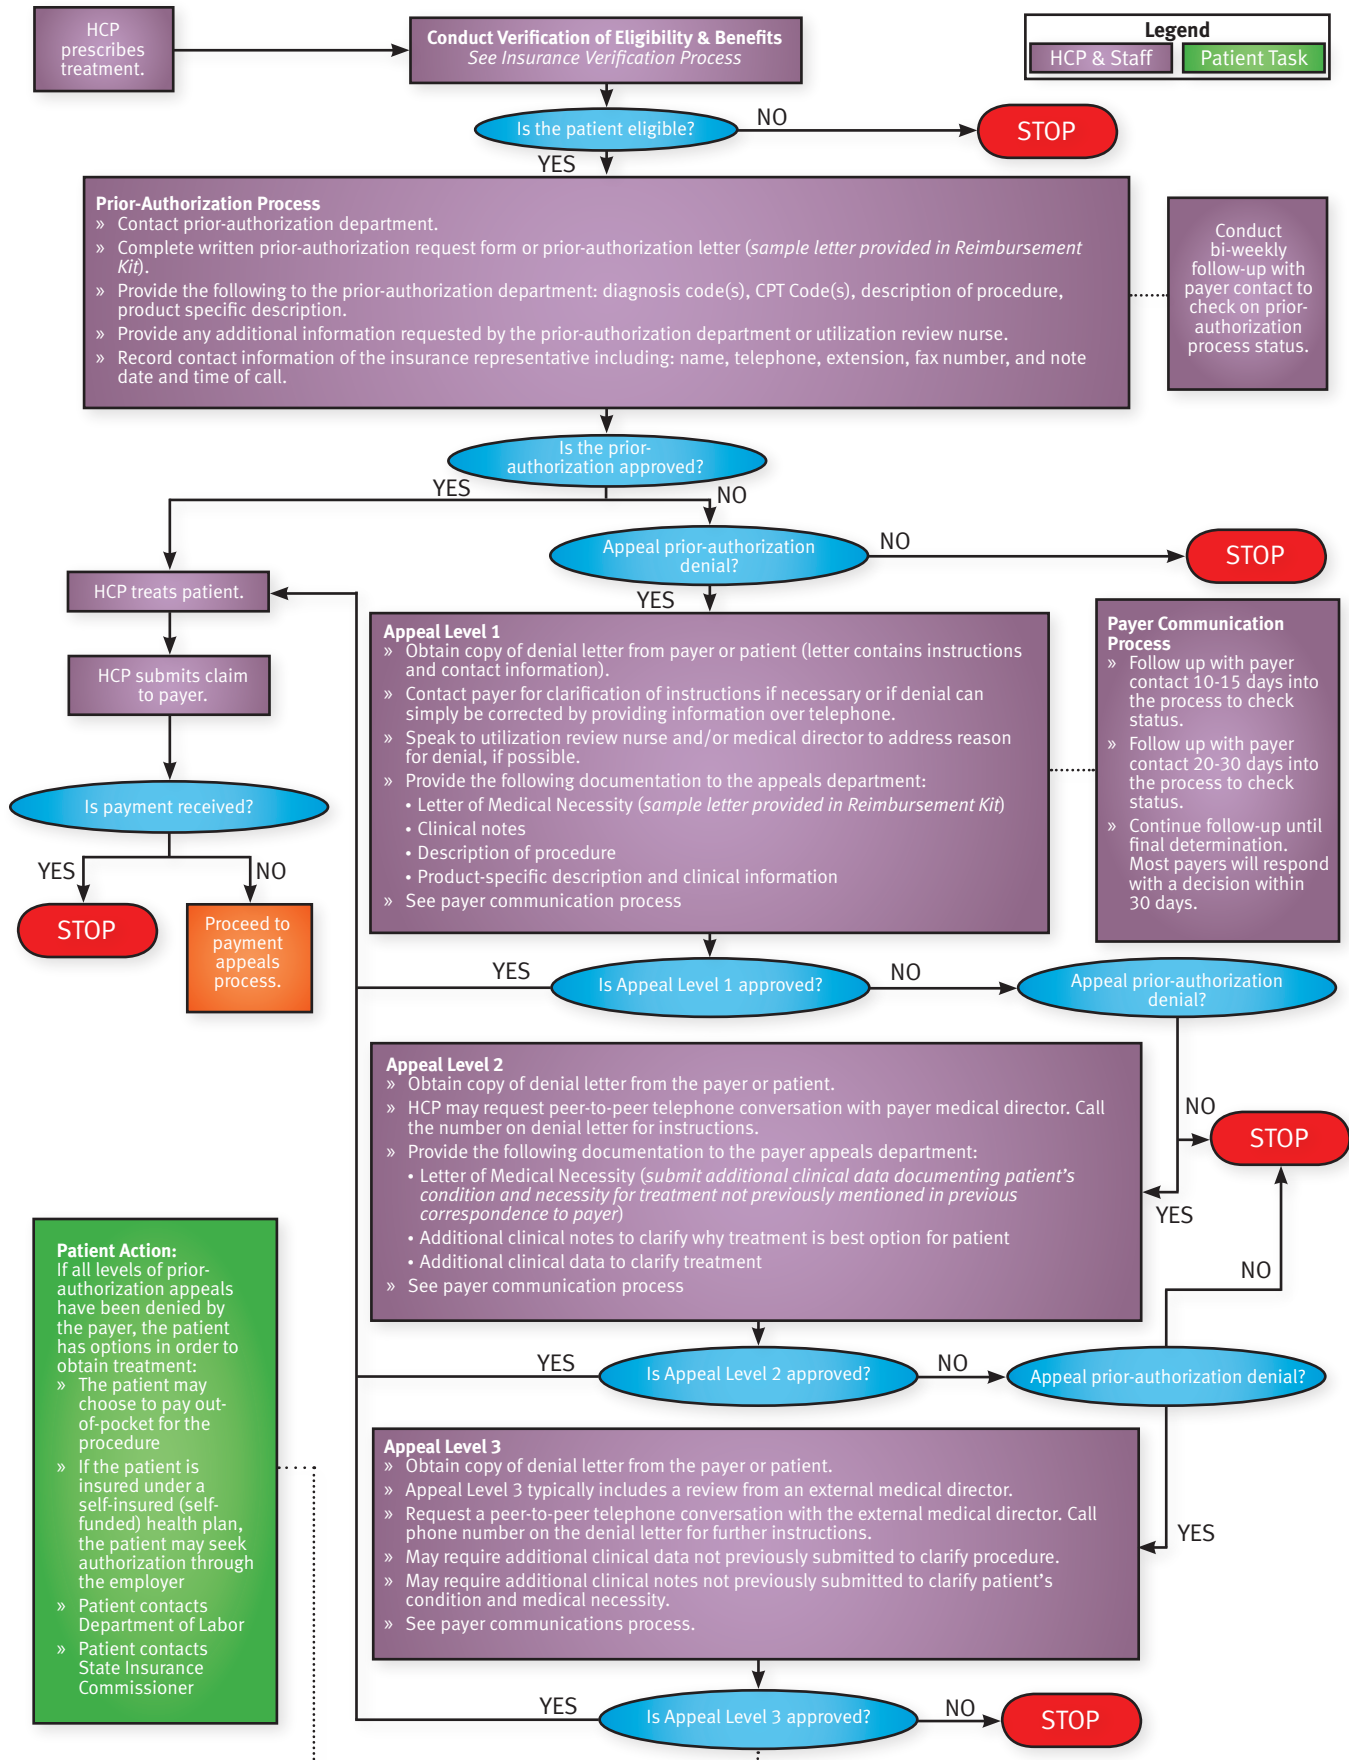 HCP
prescribes
treatment.
Conduct Verification of Eligibility & Benefits
See Insurance Verification Process
Legend
HCP & Staff
Patient Task
Is the patient eligible?
NO
STOP
YES
Prior-Authorization Process
» Contact prior-authorization department.
» Complete written prior-authorization request form or prior-authorization letter (sample letter provided in Reimbursement
Kit).
» Provide the following to the prior-authorization department: diagnosis code(s), CPT Code(s), description of procedure,
product specific description.
» Provide any additional information requested by the prior-authorization department or utilization review nurse.
» Record contact information of the insurance representative including: name, telephone, extension, fax number, and note
date and time of call.
Conduct
bi-weekly
follow-up with
payer contact to
check on prior-
authorization
process status.
Is the prior-
authorization approved?
YES
NO
Appeal prior-authorization
denial?
NO
STOP
YES
HCP treats patient.
HCP submits claim
to payer.
Is payment received?
YES
NO
STOP
Proceed to
payment
appeals
process.
Appeal Level 1
» Obtain copy of denial letter from payer or patient (letter contains instructions
and contact information).
» Contact payer for clarification of instructions if necessary or if denial can
simply be corrected by providing information over telephone.
» Speak to utilization review nurse and/or medical director to address reason
for denial, if possible.
» Provide the following documentation to the appeals department:
• Letter of Medical Necessity (sample letter provided in Reimbursement Kit)
• Clinical notes
• Description of procedure
• Product-specific description and clinical information
» See payer communication process
Payer Communication
Process
» Follow up with payer
contact 10-15 days into
the process to check
status.
» Follow up with payer
contact 20-30 days into
the process to check
status.
» Continue follow-up until
final determination.
Most payers will respond
with a decision within
30 days.
YES
Is Appeal Level 1 approved?
NO
Appeal prior-authorization
denial?
Appeal Level 2
» Obtain copy of denial letter from the payer or patient.
» HCP may request peer-to-peer telephone conversation with payer medical director. Call
the number on denial letter for instructions.
» Provide the following documentation to the payer appeals department:
• Letter of Medical Necessity (submit additional clinical data documenting patient's
condition and necessity for treatment not previously mentioned in previous
correspondence to payer)
• Additional clinical notes to clarify why treatment is best option for patient
• Additional clinical data to clarify treatment
» See payer communication process
NO
STOP
YES
NO
YES
Is Appeal Level 2 approved?
NO
Appeal prior-authorization denial?
Patient Action:
If all levels of prior-
authorization appeals
have been denied by
the payer, the patient
has options in order to
obtain treatment:
» The patient may
choose to pay out-
of-pocket for the
procedure
» If the patient is
insured under a
self-insured (self-
funded) health plan,
the patient may seek
authorization through
the employer
» Patient contacts
Department of Labor
» Patient contacts
State Insurance
Commissioner
Appeal Level 3
» Obtain copy of denial letter from the payer or patient.
» Appeal Level 3 typically includes a review from an external medical director.
» Request a peer-to-peer telephone conversation with the external medical director. Call
phone number on the denial letter for further instructions.
» May require additional clinical data not previously submitted to clarify procedure.
» May require additional clinical notes not previously submitted to clarify patient's
condition and medical necessity.
» See payer communications process.
YES
YES
Is Appeal Level 3 approved?
NO
STOP